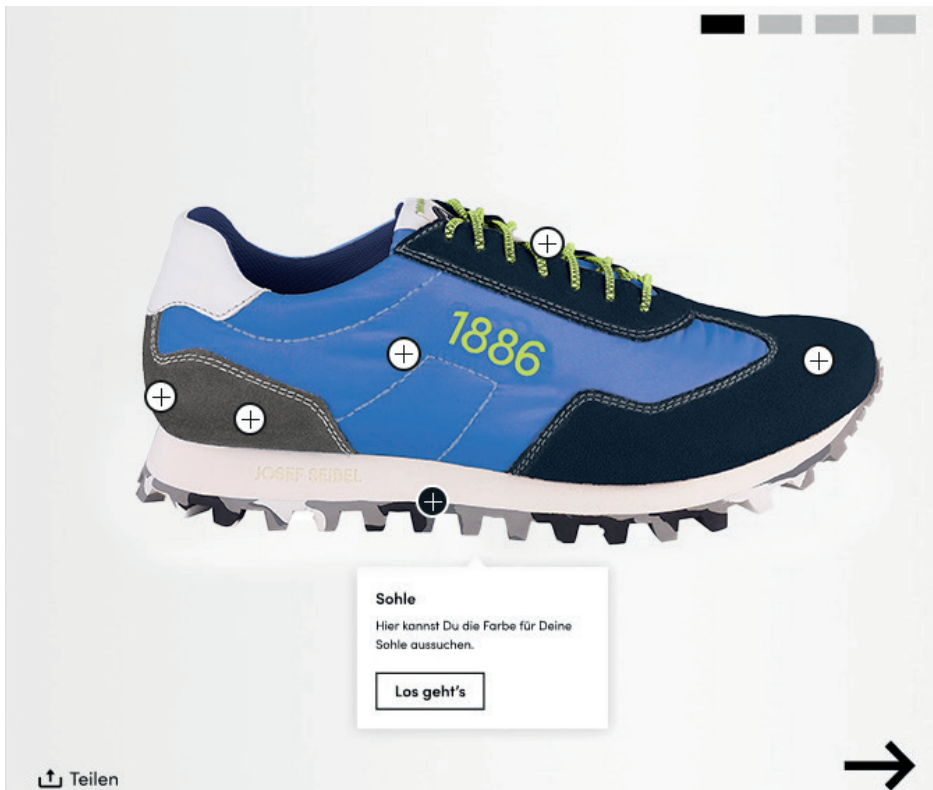 1886
JOSEF SEIBEL
Sohle
Hier kannst Du die Farbe für Deine
Sohle aussuchen.
Los geht's
Teilen